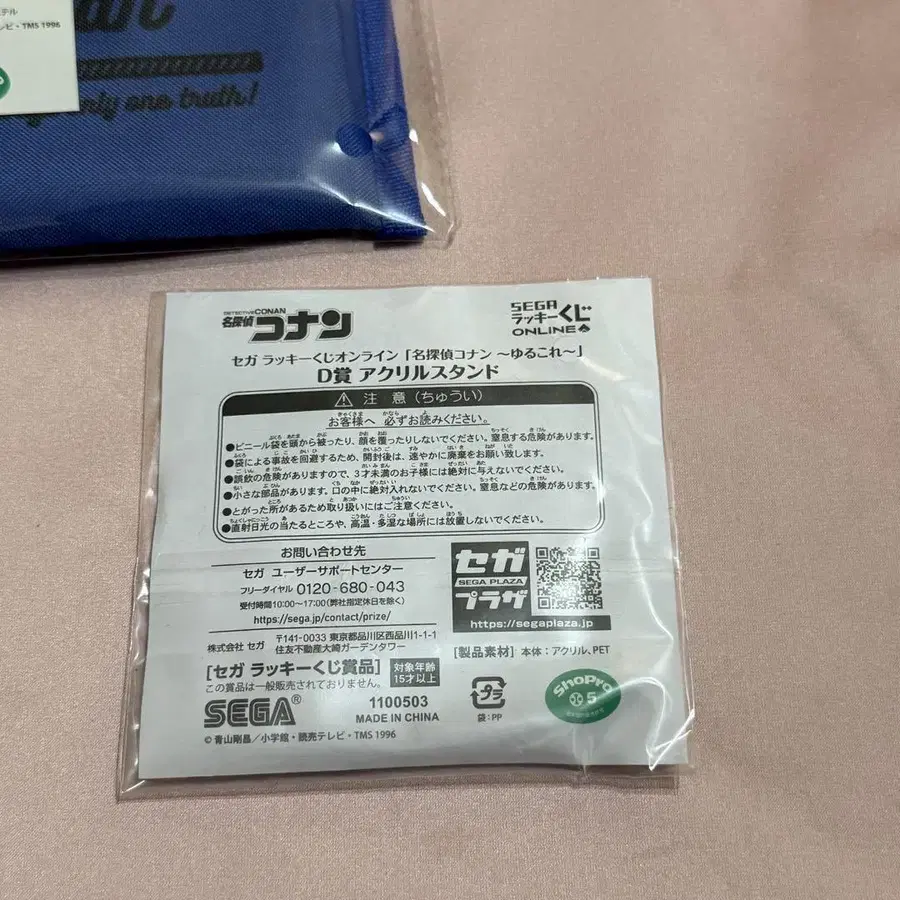 テル
レビ・TMS 1996
only one truth!
DETECTIVE CONAN
名探偵コナン
SEGA
ラッキーくじ
ONLINE
セガ ラッキーくじオンライン「名探偵コナン ～ゆるこれ～」
D賞 アクリルスタンド
注意(ちゅうい)
お客様へ 必ずお読みください。
●ビニール袋を頭から被ったり、顔を覆ったりしないでください。窒息する危険があります。
●袋による事故を回避するため、開封後は、速やかに廃棄をお願い致します。
●誤飲の危険がありますので、3才未満のお子様には絶対に与えないでください。
●小さな部品があります。口の中に絶対入れないでください。窒息などの危険があります。
●とがった所があるため取り扱いにはご注意ください。
●直射日光の当たるところや、高温・多湿な場所には放置しないでください。
お問い合わせ先
セガ ユーザーサポートセンター
フリーダイヤル 0120-680-043
受付時間10:00~17:00(弊社指定休日を除く)
https://sega.jp/contact/prize/
セガ
SEGA PLAZA
プラザ
https://segaplaza.jp
株式会社 セガ 〒141-0033 東京都品川区西品川1-1-1
住友不動産大崎ガーデンタワー
[製品素材] 本体:アクリル、PET
[セガ ラッキーくじ賞品]
この賞品は一般販売されておりません。
対象年齢
15才以上
SEGA®
1100503
MADE IN CHINA
プラ
袋:PP
ShoPro
5
© 青山剛昌/小学館・読売テレビ・TMS 1996